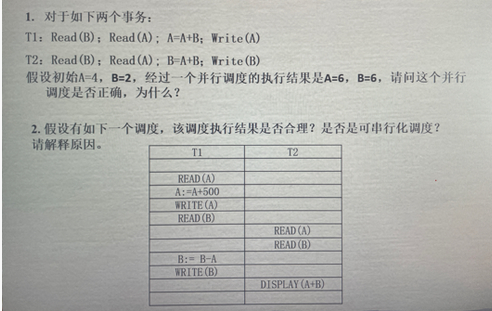 1. 对于如下两个事务：
T1: Read(B); Read(A); A=A+B; Write(A)
T2: Read(B); Read(A); B=A+B; Write(B)
假设初始A=4，B=2，经过一个并行调度的执行结果是A=6，B=6，请问这个并行
调度是否正确，为什么？
2. 假设有如下一个调度，该调度执行结果是否合理？是否是可串行化调度？
请解释原因。
T1 T2
READ(A)
A:=A+500
WRITE(A)
READ(B)
READ(A)
READ(B)
B:= B-A
WRITE(B)
DISPLAY(A+B)